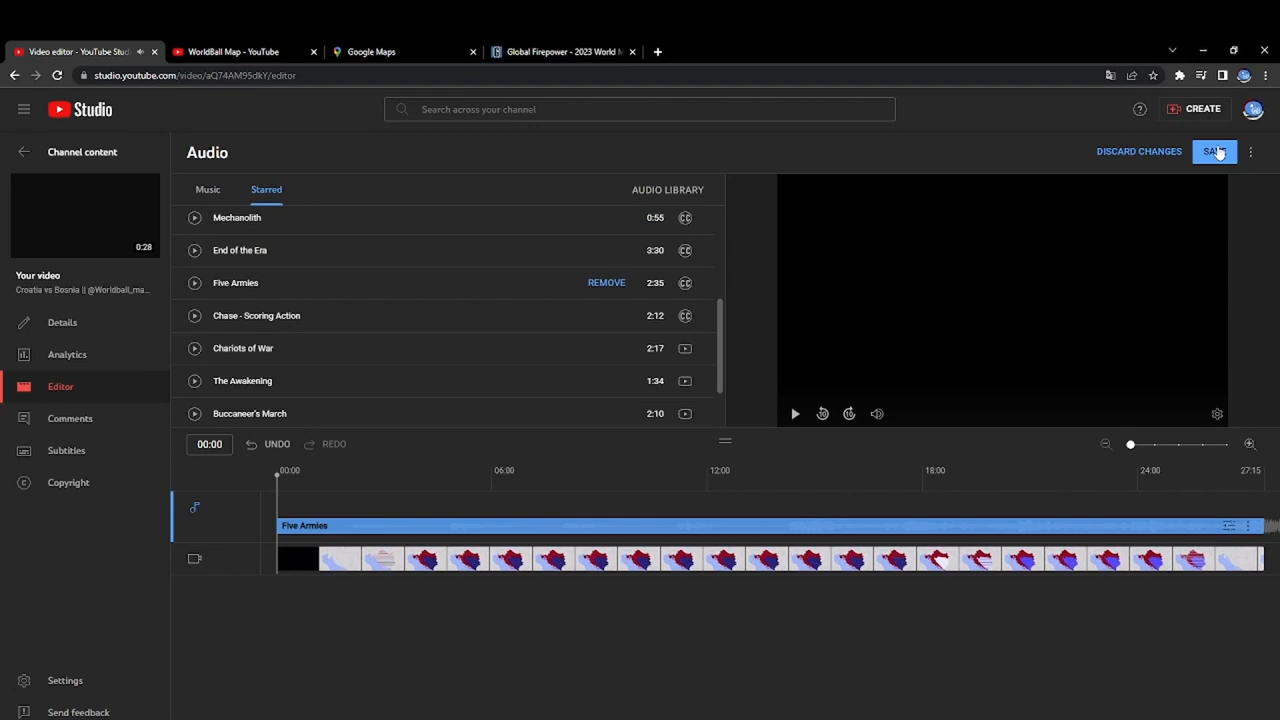 Video editor - YouTube Studi
WorldBall Map - YouTube
Google Maps
Global Firepower - 2023 World M
studio.youtube.com/video/aQ74AM95dkY/editor
Studio
Search across your channel
CREATE
Channel content
Audio
DISCARD CHANGES
Music
Starred
AUDIO LIBRARY
Mechanolith
0:55
0:28
End of the Era
3:30
Your video
Croatia vs Bosnia || @Worldball_ma...
Five Armies
REMOVE
2:35
Chase - Scoring Action
2:12
Details
Chariots of War
2:17
Analytics
The Awakening
1:34
Editor
Buccaneer's March
2:10
Comments
00:00
UNDO
REDO
Subtitles
00:00
06:00
12:00
18:00
24:00
27:15
Copyright
Five Armies
Settings
Send feedback